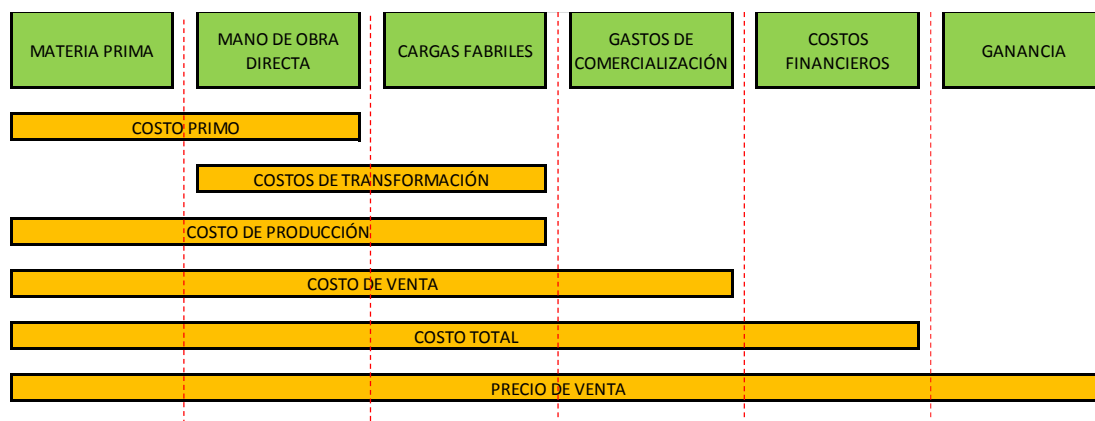 MATERIA PRIMA
MANO DE OBRA
DIRECTA
CARGAS FABRILES
GASTOS DE
COMERCIALIZACIÓN
COSTOS
FINANCIEROS
GANANCIA
COSTO PRIMO
COSTOS DE TRANSFORMACIÓN
COSTO DE PRODUCCIÓN
COSTO DE VENTA
COSTO TOTAL
PRECIO DE VENTA